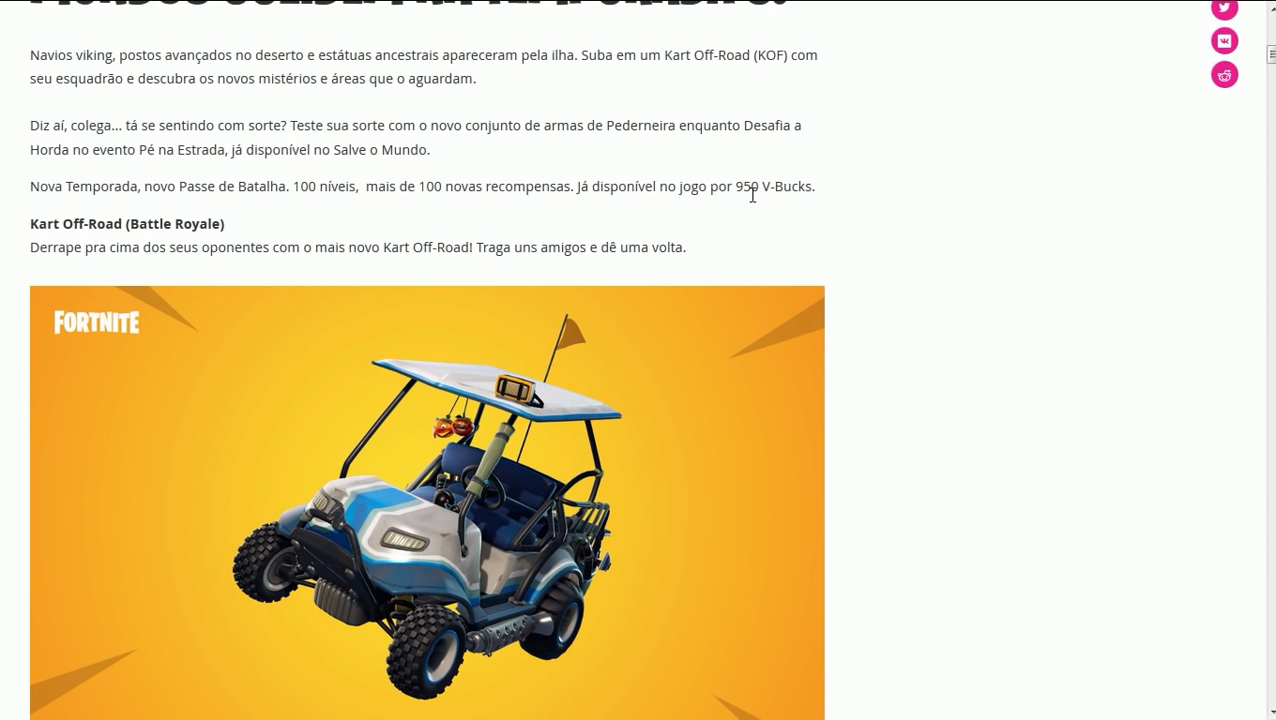 Navios viking, postos avançados no deserto e estátuas ancestrais apareceram pela ilha. Suba em um Kart Off-Road (KOF) com
seu esquadrão e descubra os novos mistérios e áreas que o aguardam.
Diz aí, colega... tá se sentindo com sorte? Teste sua sorte com o novo conjunto de armas de Pederneira enquanto Desafia a
Horda no evento Pé na Estrada, já disponível no Salve o Mundo.
Nova Temporada, novo Passe de Batalha. 100 níveis,  mais de 100 novas recompensas. Já disponível no jogo por 950 V-Bucks.
Kart Off-Road (Battle Royale)
Derrape pra cima dos seus oponentes com o mais novo Kart Off-Road! Traga uns amigos e dê uma volta.
FORTNITE